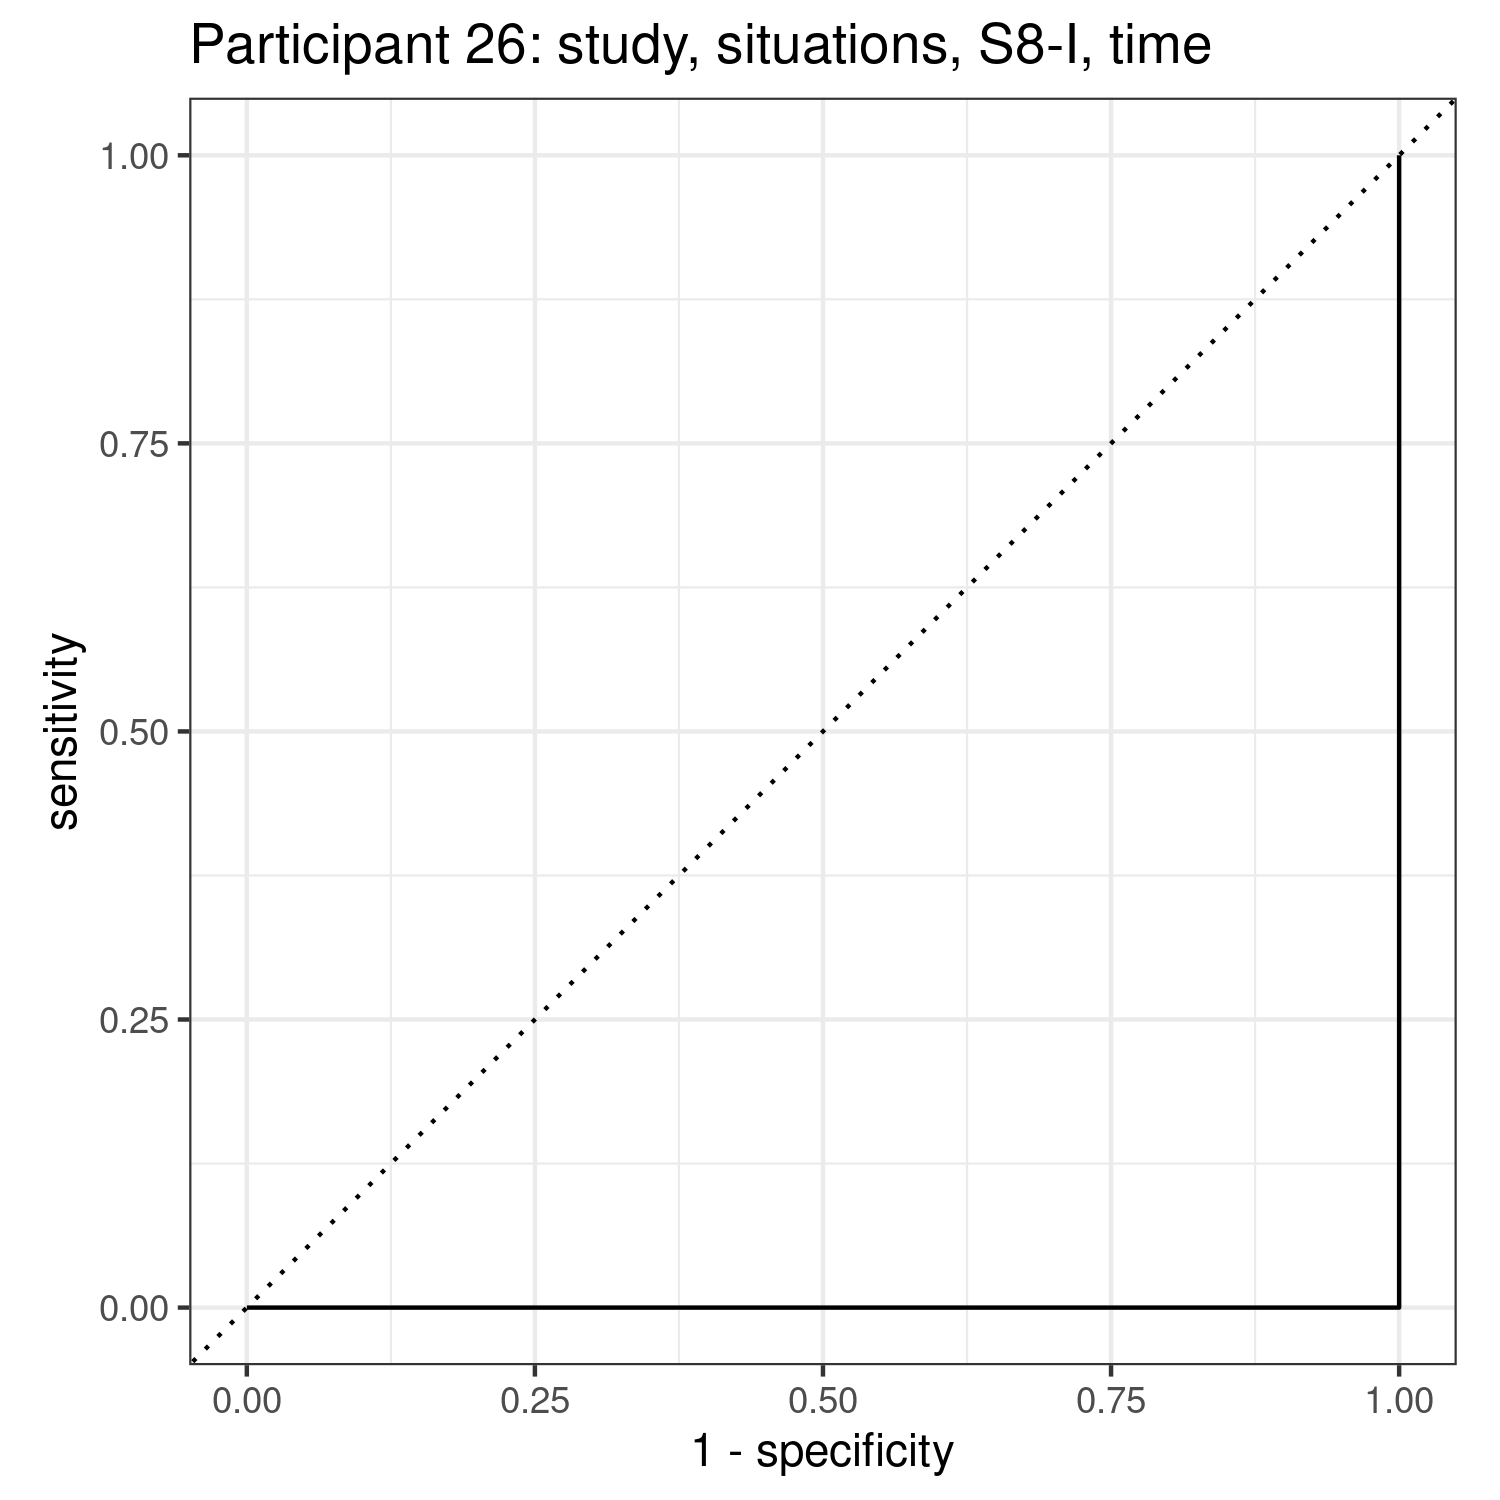 Participant 26: study, situations, S8-I, time
1.00
0.75
0.50
0.25
0.00
sensitivity
0.00 0.25 0.50 0.75 1.00
1 - specificity